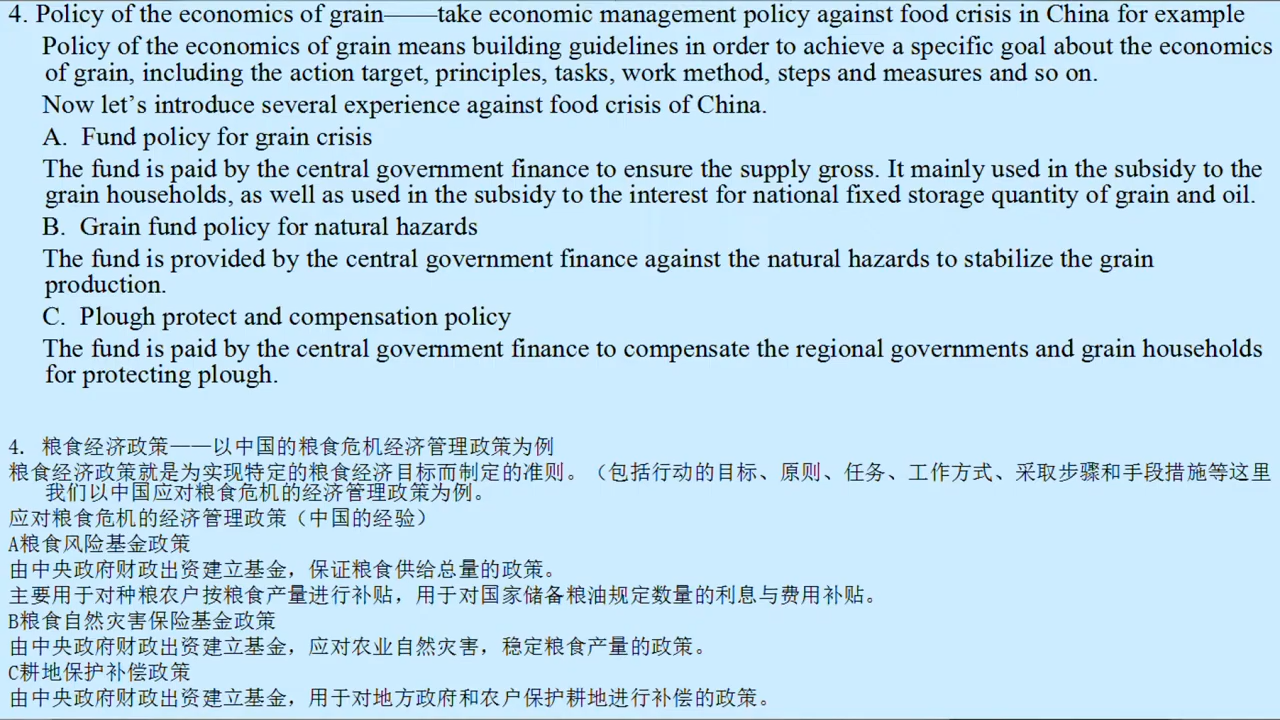 4. Policy of the economics of grain——take economic management policy against food crisis in China for example
Policy of the economics of grain means building guidelines in order to achieve a specific goal about the economics
of grain, including the action target, principles, tasks, work method, steps and measures and so on.
Now let’s introduce several experience against food crisis of China.
A. Fund policy for grain crisis
The fund is paid by the central government finance to ensure the supply gross. It mainly used in the subsidy to the
grain households, as well as used in the subsidy to the interest for national fixed storage quantity of grain and oil.
B. Grain fund policy for natural hazards
The fund is provided by the central government finance against the natural hazards to stabilize the grain
production.
C. Plough protect and compensation policy
The fund is paid by the central government finance to compensate the regional governments and grain households
for protecting plough.
4. 粮食经济政策——以中国的粮食危机经济管理政策为例
粮食经济政策就是为实现特定的粮食经济目标而制定的准则。（包括行动的目标、原则、任务、工作方式、采取步骤和手段措施等这里
我们以中国应对粮食危机的经济管理政策为例。
应对粮食危机的经济管理政策（中国的经验）
A粮食风险基金政策
由中央政府财政出资建立基金，保证粮食供给总量的政策。
主要用于对种粮农户按粮食产量进行补贴，用于对国家储备粮油规定数量的利息与费用补贴。
B粮食自然灾害保险基金政策
由中央政府财政出资建立基金，应对农业自然灾害，稳定粮食产量的政策。
C耕地保护补偿政策
由中央政府财政出资建立基金，用于对地方政府和农户保护耕地进行补偿的政策。